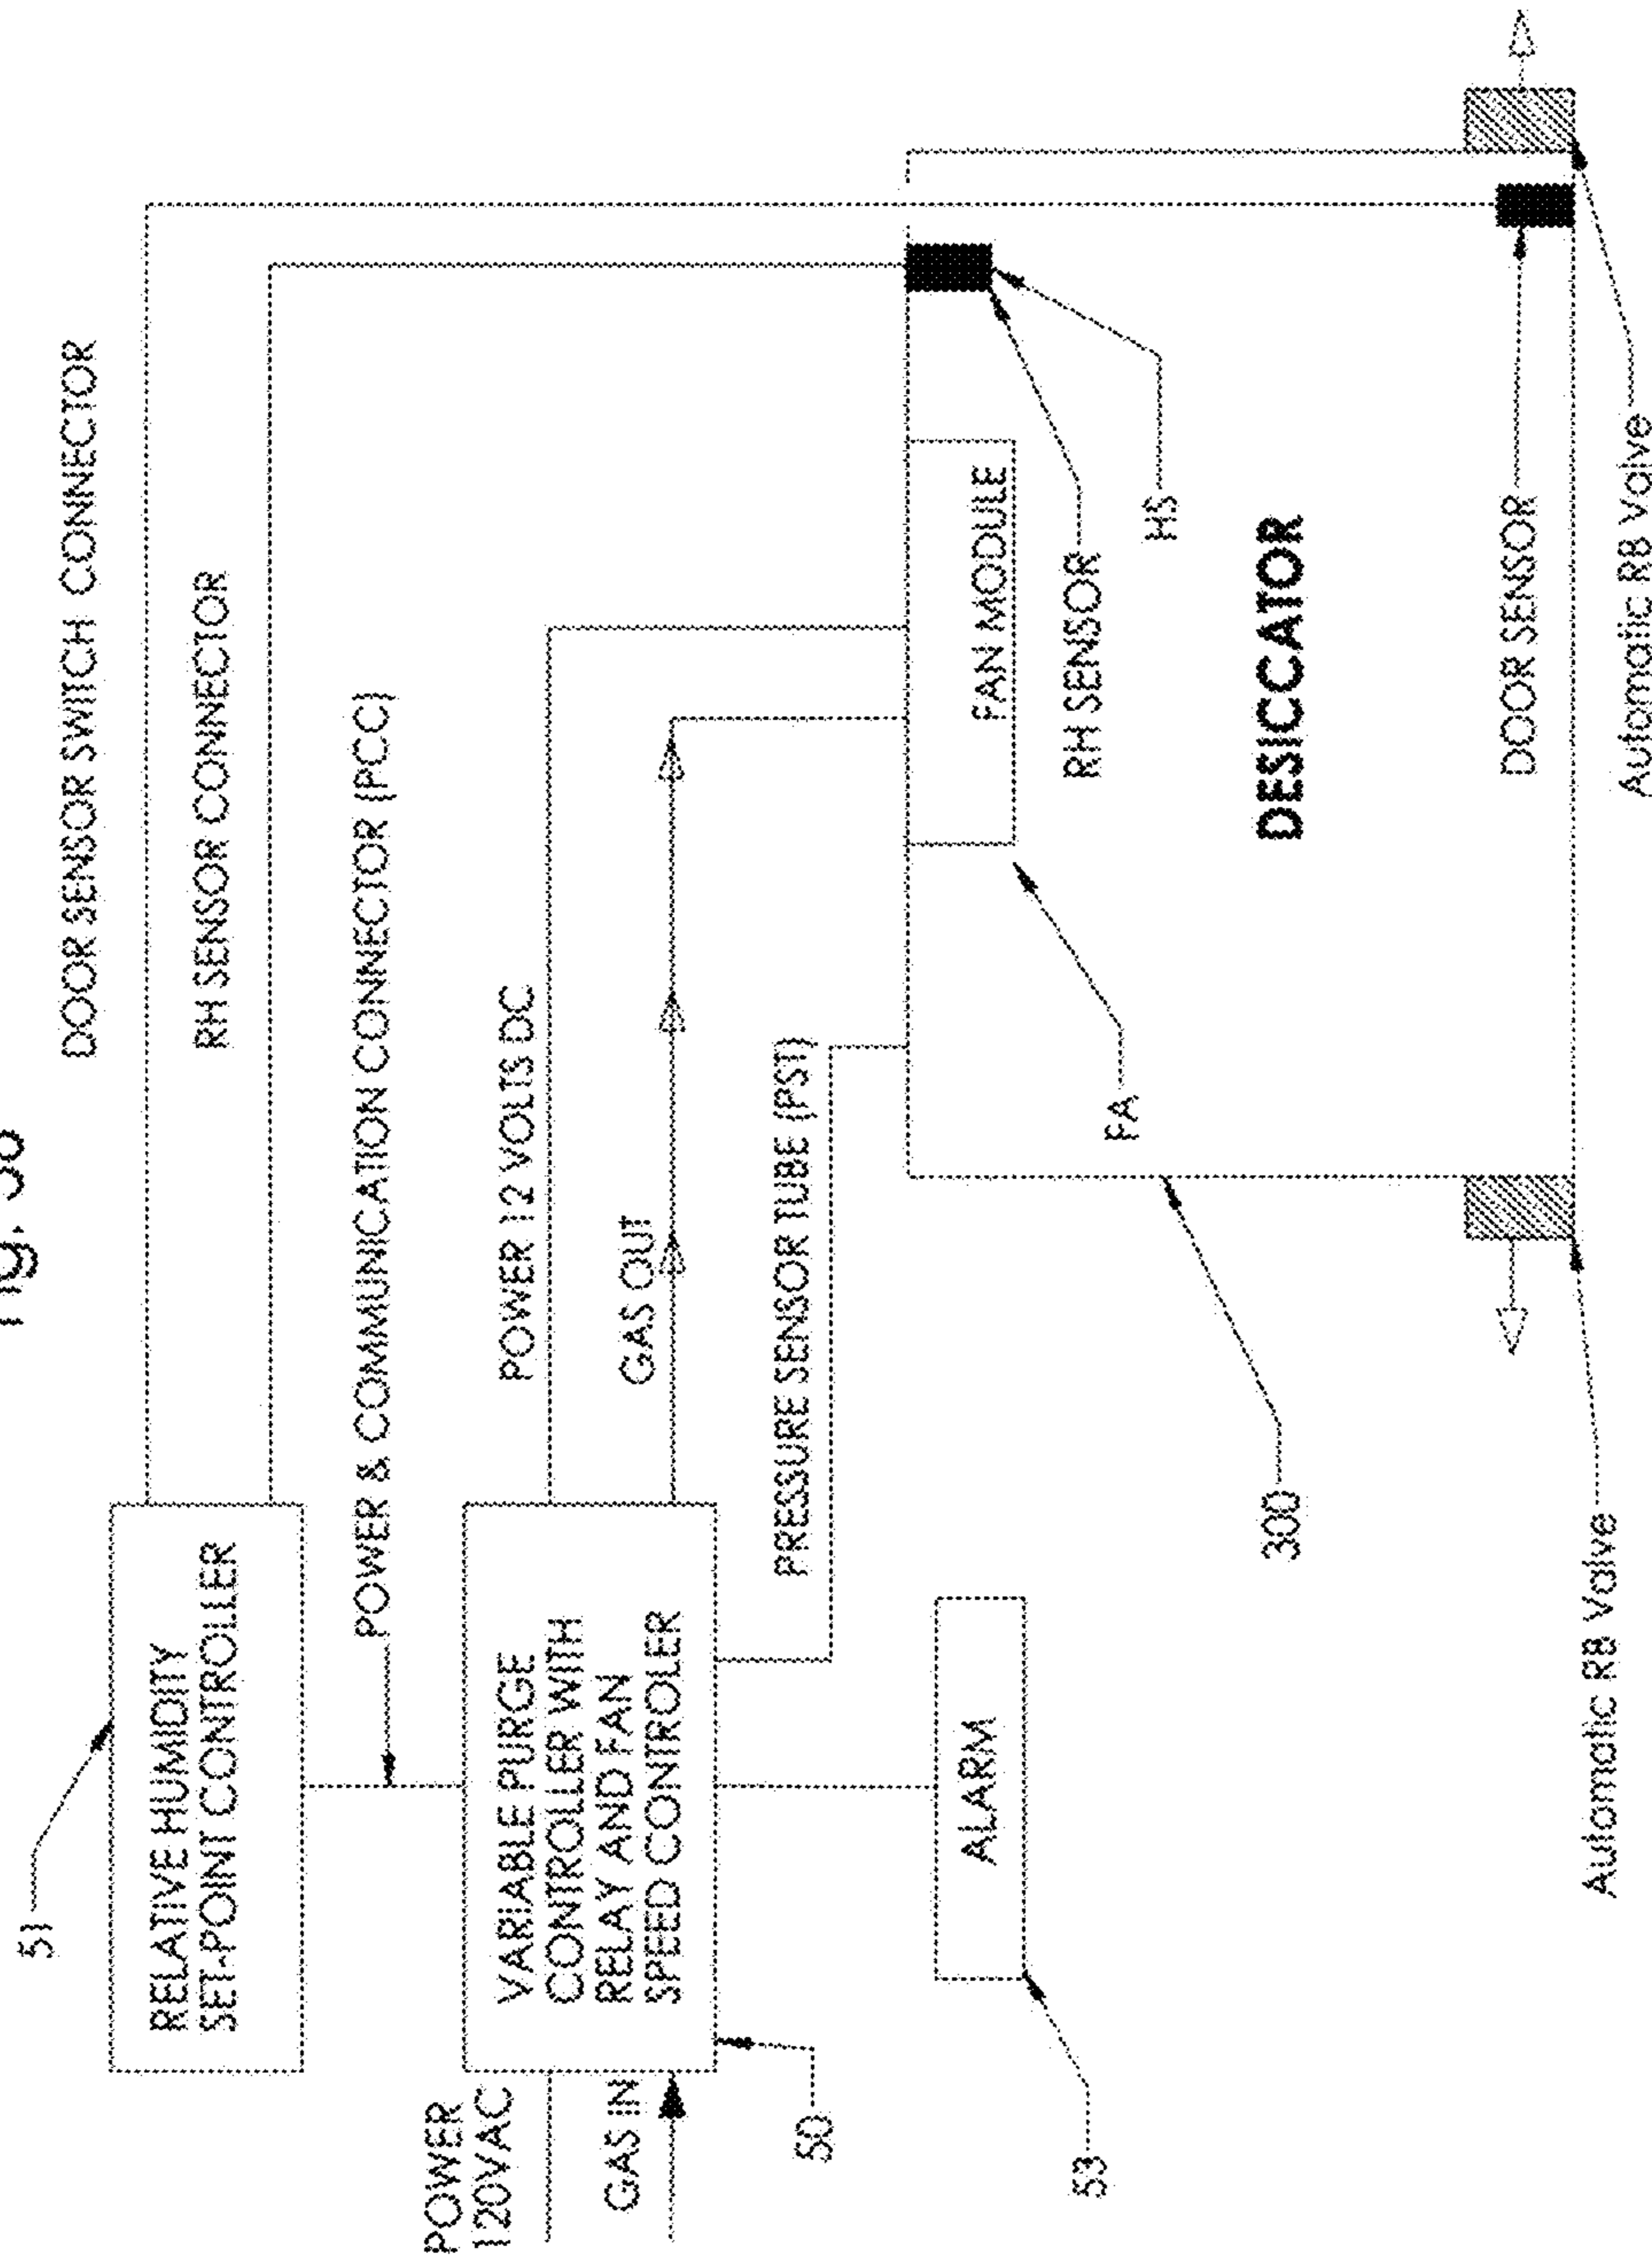 DOOR SENSOR SWITCH CONNECTOR
RH SENSOR CONNECTOR
51
RELATIVE HUMIDITY
SET-POINT CONTROLLER
POWER & COMMUNICATION CONNECTOR (PCC)
POWER
120VAC
GAS IN
VARIABLE PURGE
CONTROLLER WITH
RELAY AND FAN
SPEED CONTROLER
POWER 12 VOLTS DC
GAS OUT
PRESSURE SENSOR TUBE (PST)
50
ALARM
53
FAN MODULE
RH SENSOR
HS
FA
DESICCATOR
300
DOOR SENSOR
Automatic RB Valve
Automatic RB Valve